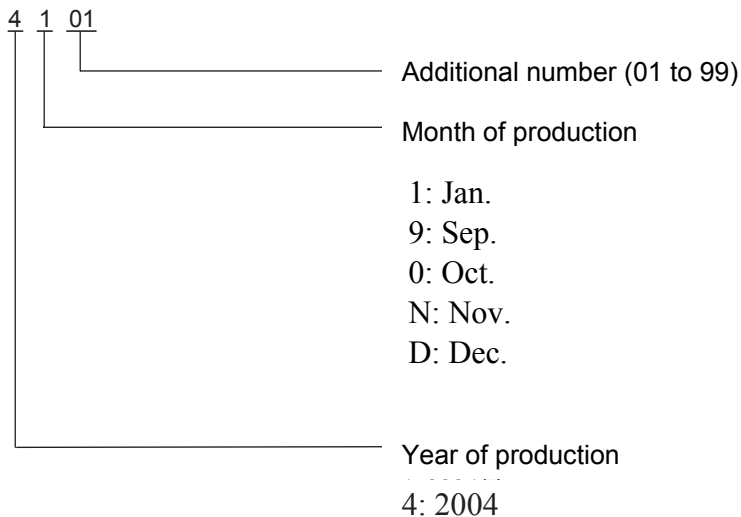 4 1 01
Additional number (01 to 99)
Month of production
1: Jan.
9: Sep.
0: Oct.
N: Nov.
D: Dec.
Year of production
4: 2004